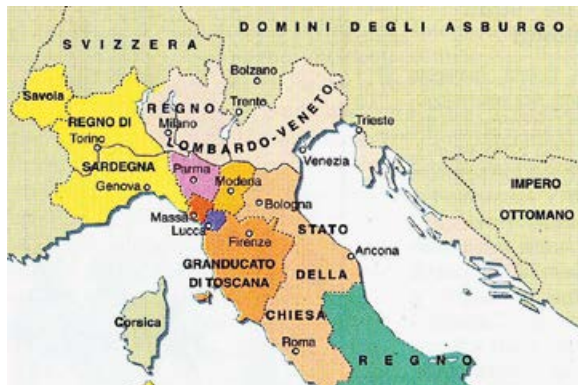 DOMINI DEGLI ASBURGO
SVIZZERA
Bolzano
Savoia
REGNO
Trento
REGNO DI
Milano
LOMBARDO-VENETO
Trieste
Torino
Venezia
SARDEGNA
Parma
Modena
IMPERO
OTTOMANO
Genova
Bologna
Massa
Lucca
STATO
Firenze
Ancona
GRANDUCATO
DI TOSCANA
DELLA
CHIESA
Corsica
Roma
REGNO